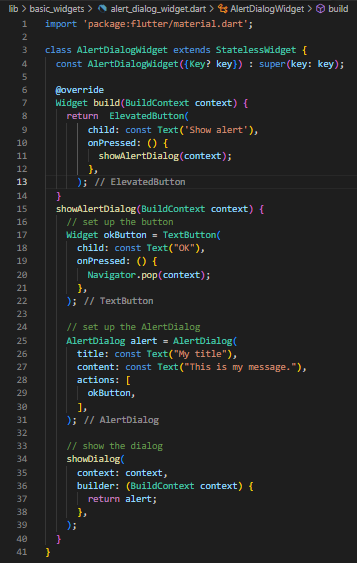 lib > basic_widgets > alert_dialog_widget.dart > AlertDialogWidget > build
1 import 'package:flutter/material.dart';
2
3 class AlertDialogWidget extends StatelessWidget {
4   const AlertDialogWidget({Key? key}) : super(key: key);
5
6   @override
7   Widget build(BuildContext context) {
8     return  ElevatedButton(
9         child: const Text('Show alert'),
10         onPressed: () {
11           showAlertDialog(context);
12         },
13       ); // ElevatedButton
14   }
15   showAlertDialog(BuildContext context) {
16     // set up the button
17     Widget okButton = TextButton(
18       child: const Text("OK"),
19       onPressed: () {
20         Navigator.pop(context);
21       },
22     ); // TextButton
23
24     // set up the AlertDialog
25     AlertDialog alert = AlertDialog(
26       title: const Text("My title"),
27       content: const Text("This is my message."),
28       actions: [
29         okButton,
30       ],
31     ); // AlertDialog
32
33     // show the dialog
34     showDialog(
35       context: context,
36       builder: (BuildContext context) {
37         return alert;
38       },
39     );
40   }
41 }